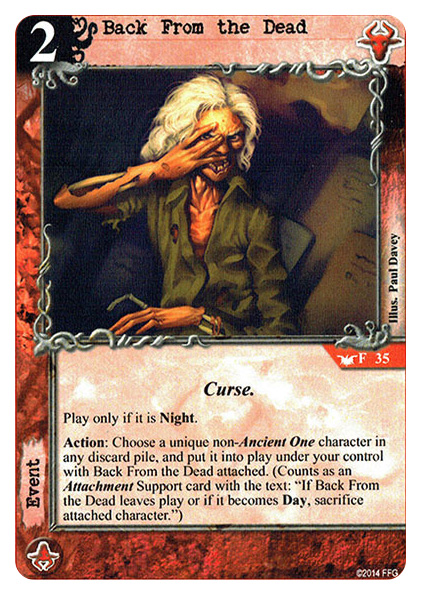 2
Back From the Dead
Illus. Paul Davey
F 35
Curse.
Play only if it is Night.
Action: Choose a unique non-Ancient One character in
any discard pile, and put it into play under your control
with Back From the Dead attached. (Counts as an
Attachment Support card with the text: “If Back From
the Dead leaves play or if it becomes Day, sacrifice
attached character.”)
Event
©2014 FFG